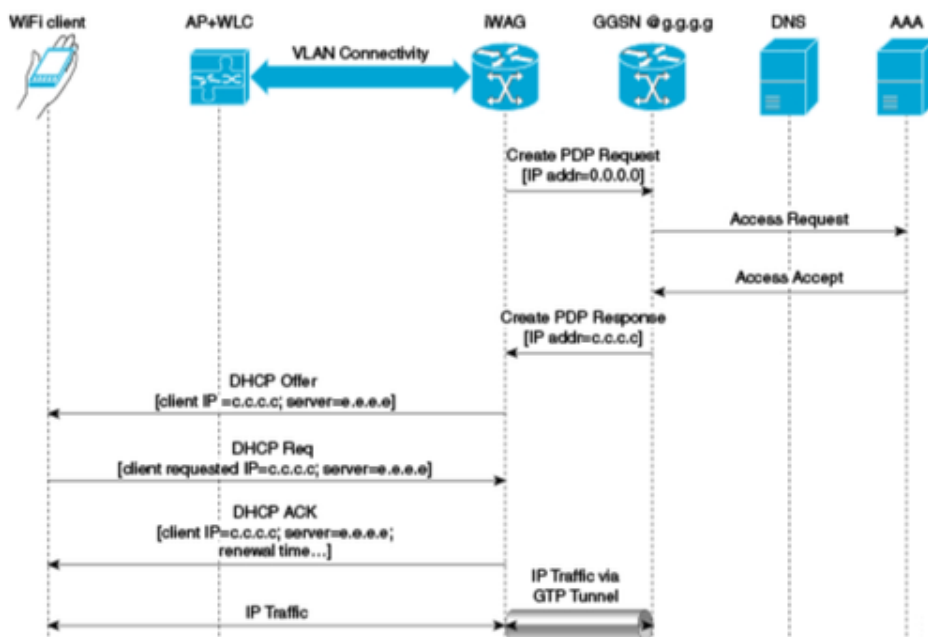 WiFi client
AP+WLC
iWAG
GGSN @g.g.g.g
DNS
AAA
VLAN Connectivity
Create PDP Request
[IP addr=0.0.0.0]
Access Request
Access Accept
Create PDP Response
[IP addr=c.c.c.c]
DHCP Offer
[client IP =c.c.c.c; server=e.e.e.e]
DHCP Req
[client requested IP=c.c.c.c; server=e.e.e.e]
DHCP ACK
[client IP=c.c.c.c; server=e.e.e.e;
renewal time...]
IP Traffic via
GTP Tunnel
IP Traffic